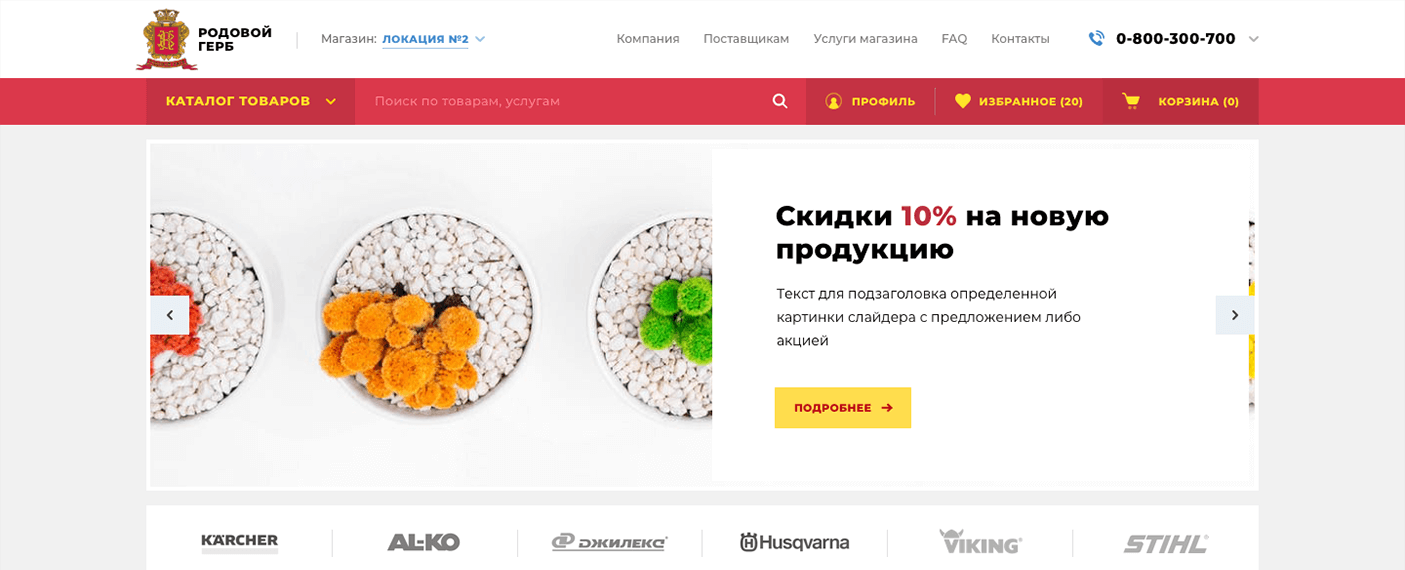 РОДОВОЙ
ГЕРБ
Магазин: ЛОКАЦИЯ №2
Компания Поставщикам Услуги магазина FAQ Контакты
0-800-300-700
КАТАЛОГ ТОВАРОВ
Поиск по товарам, услугам
ПРОФИЛЬ
ИЗБРАННОЕ (20)
КОРЗИНА (0)
Скидки 10% на новую
продукцию
Текст для подзаголовка определенной
картинки слайдера с предложением либо
акцией
ПОДРОБНЕЕ
KÄRCHER AL-KO ДЖИЛЕКС Husqvarna VIKING STIHL